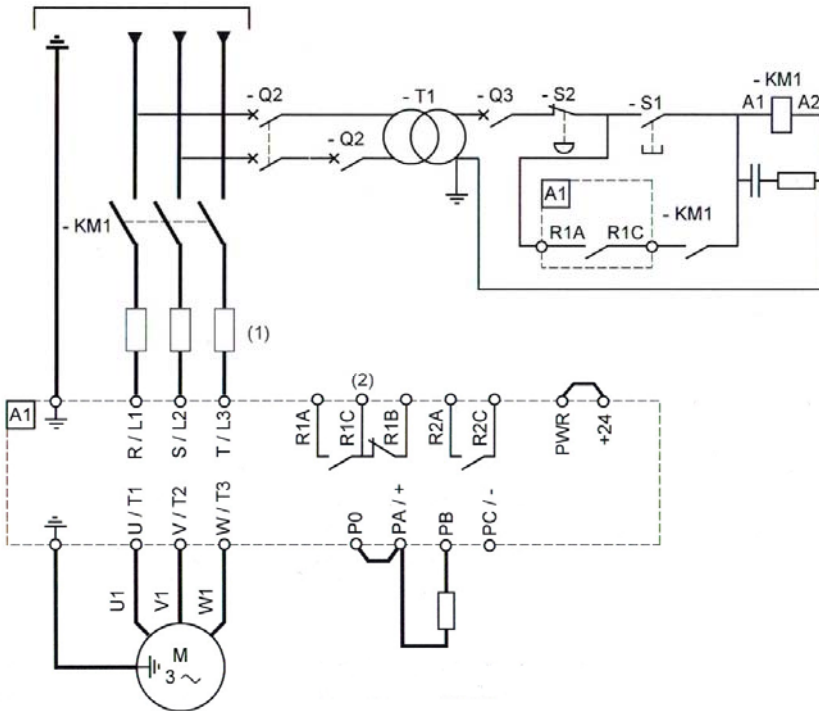 - Q2
- T1
- Q3
- S2
- S1
- KM1
A1
A2
- Q2
A1
- KM1
R1A
R1C
- KM1
(1)
(2)
A1
R / L1
S / L2
T / L3
R1A
R1C
R1B
R2A
R2C
PWR
+24
U / T1
V / T2
W / T3
P0
PA / +
PB
PC / -
U1
V1
W1
M
3 ~